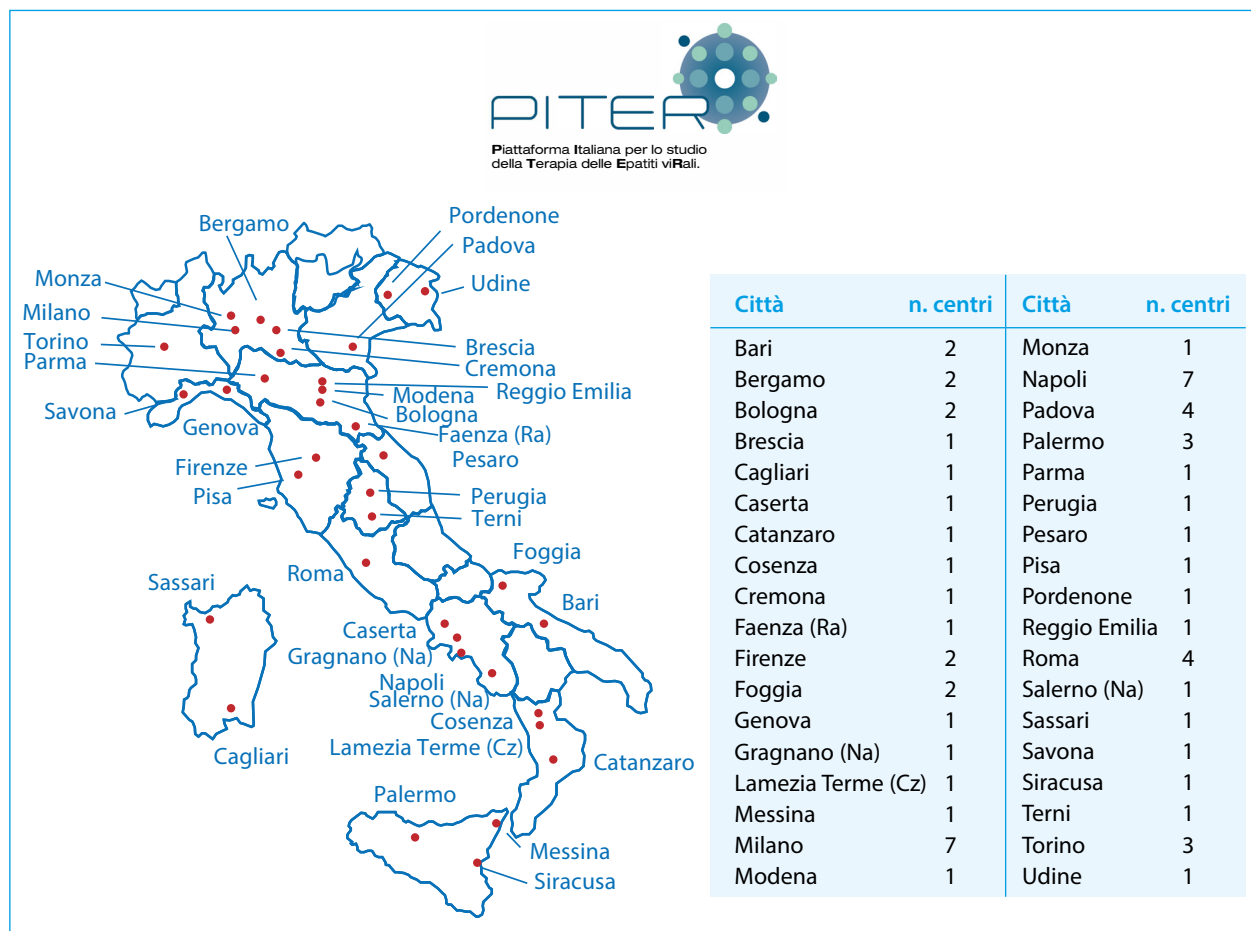 PITER
Piattaforma Italiana per lo studio
della Terapia delle Epatiti viRali.
Bergamo
Pordenone
Padova
Monza
Udine
Milano
Torino
Parma
Brescia
Cremona
Reggio Emilia
Modena
Savona
Bologna
Genova
Faenza (Ra)
Pesaro
Firenze
Pisa
Perugia
Terni
Foggia
Roma
Sassari
Bari
Caserta
Gragnano (Na)
Napoli
Salerno (Na)
Cosenza
Lamezia Terme (Cz)
Cagliari
Catanzaro
Palermo
Messina
Siracusa
Città n. centri Città n. centri
Bari 2 Monza 1
Bergamo 2 Napoli 7
Bologna 2 Padova 4
Brescia 1 Palermo 3
Cagliari 1 Parma 1
Caserta 1 Perugia 1
Catanzaro 1 Pesaro 1
Cosenza 1 Pisa 1
Cremona 1 Pordenone 1
Faenza (Ra) 1 Reggio Emilia 1
Firenze 2 Roma 4
Foggia 2 Salerno (Na) 1
Genova 1 Sassari 1
Gragnano (Na) 1 Savona 1
Lamezia Terme (Cz) 1 Siracusa 1
Messina 1 Terni 1
Milano 7 Torino 3
Modena 1 Udine 1